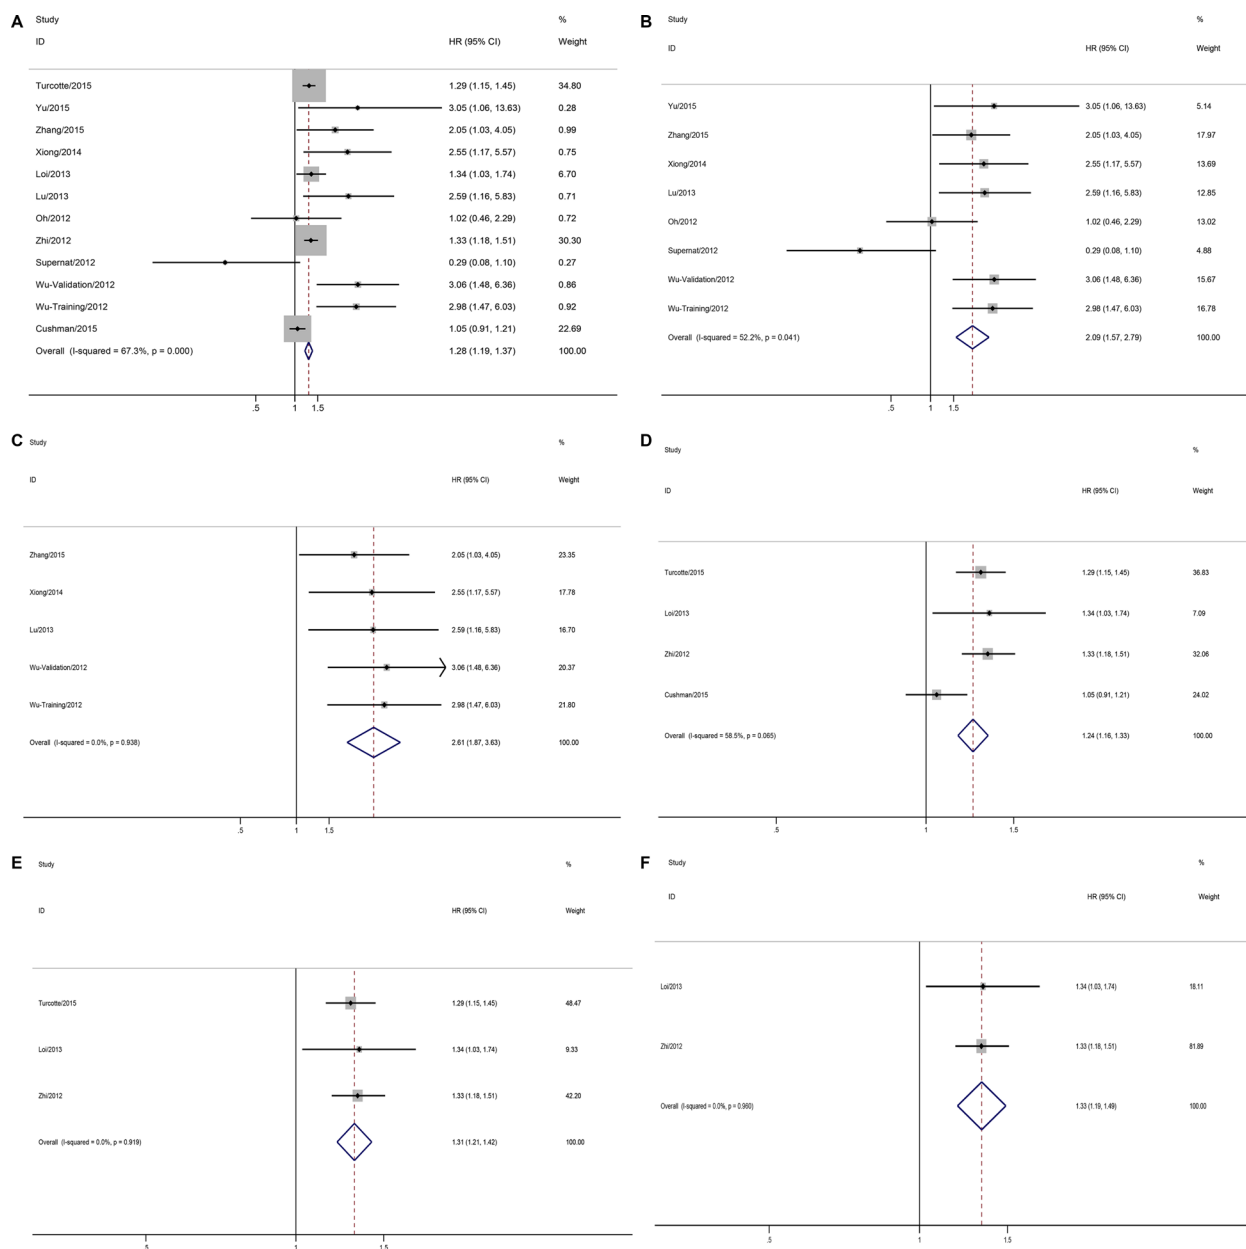 A
Study %
ID HR (95% CI) Weight
Turcotte/2015 1.29 (1.15, 1.45) 34.80
Yu/2015 3.05 (1.06, 13.63) 0.28
Zhang/2015 2.05 (1.03, 4.05) 0.99
Xiong/2014 2.55 (1.17, 5.57) 0.75
Loi/2013 1.34 (1.03, 1.74) 6.70
Lu/2013 2.59 (1.16, 5.83) 0.71
Oh/2012 1.02 (0.46, 2.29) 0.72
Zhi/2012 1.33 (1.18, 1.51) 30.30
Supernat/2012 0.29 (0.08, 1.10) 0.27
Wu-Validation/2012 3.06 (1.48, 6.36) 0.86
Wu-Training/2012 2.98 (1.47, 6.03) 0.92
Cushman/2015 1.05 (0.91, 1.21) 22.69
Overall (I-squared = 67.3%, p = 0.000) 1.28 (1.19, 1.37) 100.00
.5 1 1.5
B
Study %
ID HR (95% CI) Weight
Yu/2015 3.05 (1.06, 13.63) 5.14
Zhang/2015 2.05 (1.03, 4.05) 17.97
Xiong/2014 2.55 (1.17, 5.57) 13.69
Lu/2013 2.59 (1.16, 5.83) 12.85
Oh/2012 1.02 (0.46, 2.29) 13.02
Supernat/2012 0.29 (0.08, 1.10) 4.88
Wu-Validation/2012 3.06 (1.48, 6.36) 15.67
Wu-Training/2012 2.98 (1.47, 6.03) 16.78
Overall (I-squared = 52.2%, p = 0.041) 2.09 (1.57, 2.79) 100.00
.5 1 1.5
C
Study %
ID HR (95% CI) Weight
Zhang/2015 2.05 (1.03, 4.05) 23.35
Xiong/2014 2.55 (1.17, 5.57) 17.78
Lu/2013 2.59 (1.16, 5.83) 16.70
Wu-Validation/2012 3.06 (1.48, 6.36) 20.37
Wu-Training/2012 2.98 (1.47, 6.03) 21.80
Overall (I-squared = 0.0%, p = 0.938) 2.61 (1.87, 3.63) 100.00
.5 1 1.5
D
Study %
ID HR (95% CI) Weight
Turcotte/2015 1.29 (1.15, 1.45) 36.83
Loi/2013 1.34 (1.03, 1.74) 7.09
Zhi/2012 1.33 (1.18, 1.51) 32.06
Cushman/2015 1.05 (0.91, 1.21) 24.02
Overall (I-squared = 58.5%, p = 0.065) 1.24 (1.16, 1.33) 100.00
.5 1 1.5
E
Study %
ID HR (95% CI) Weight
Turcotte/2015 1.29 (1.15, 1.45) 48.47
Loi/2013 1.34 (1.03, 1.74) 9.33
Zhi/2012 1.33 (1.18, 1.51) 42.20
Overall (I-squared = 0.0%, p = 0.919) 1.31 (1.21, 1.42) 100.00
.5 1 1.5
F
Study %
ID HR (95% CI) Weight
Loi/2013 1.34 (1.03, 1.74) 18.11
Zhi/2012 1.33 (1.18, 1.51) 81.89
Overall (I-squared = 0.0%, p = 0.960) 1.33 (1.19, 1.49) 100.00
.5 1 1.5